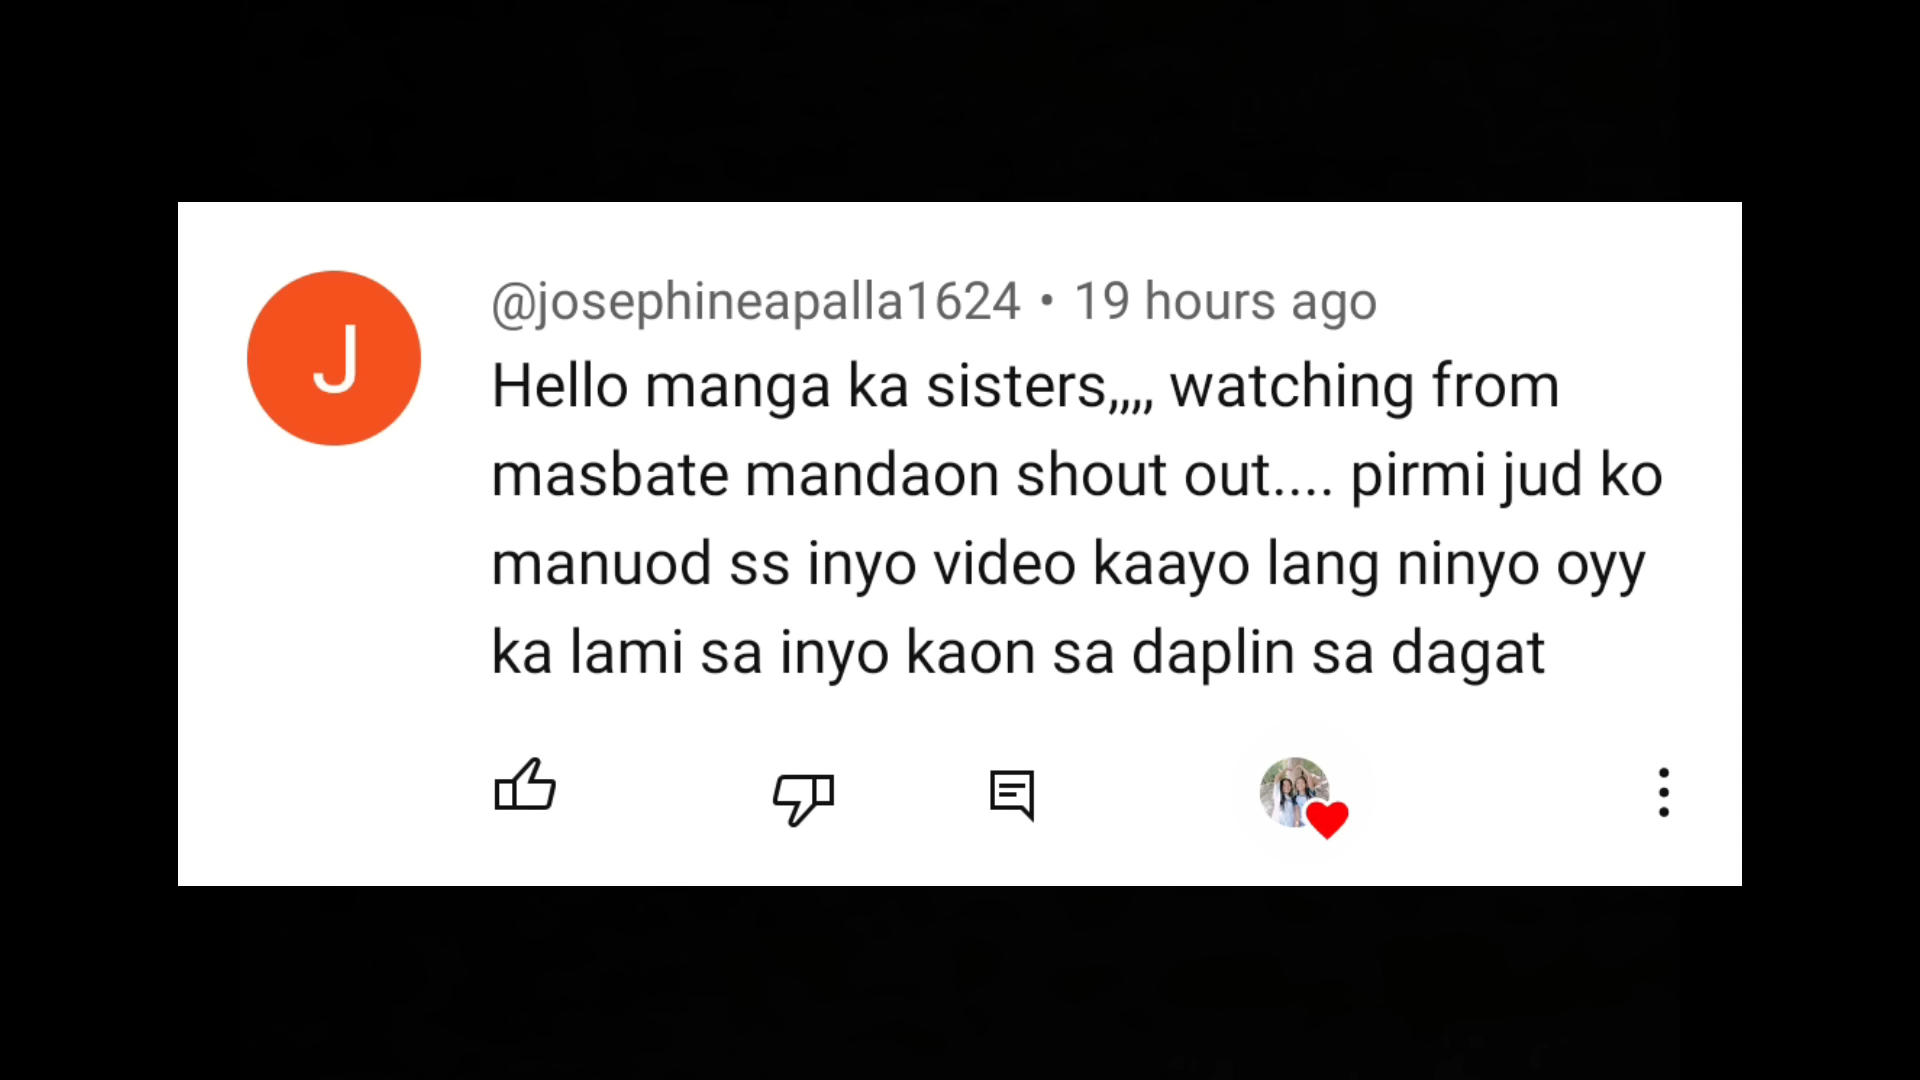 J
@josephineapalla1624 • 19 hours ago
Hello manga ka sisters,,,, watching from
masbate mandaon shout out.... pirmi jud ko
manuod ss inyo video kaayo lang ninyo oyy
ka lami sa inyo kaon sa daplin sa dagat